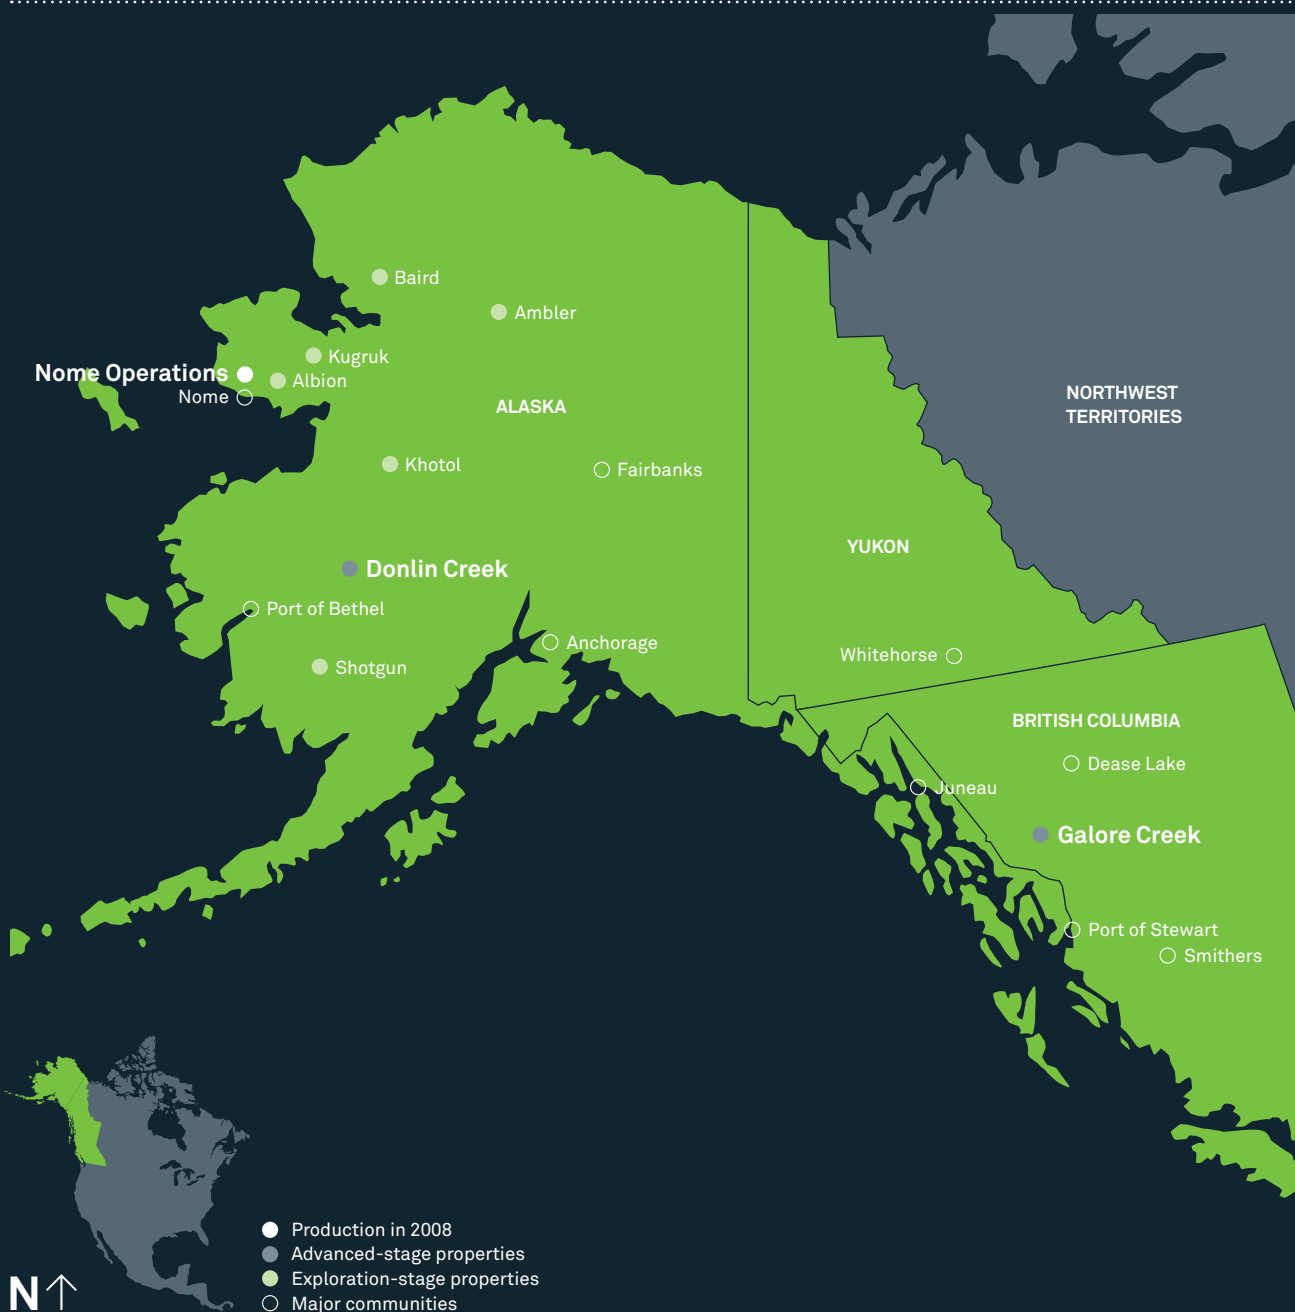 Baird
Ambler
Kugruk
Nome Operations
Albion
Nome
ALASKA
NORTHWEST
TERRITORIES
Khotol
Fairbanks
YUKON
Donlin Creek
Port of Bethel
Anchorage
Whitehorse
Shotgun
BRITISH COLUMBIA
Dease Lake
Juneau
Galore Creek
Port of Stewart
Smithers
Production in 2008
Advanced-stage properties
Exploration-stage properties
Major communities
N